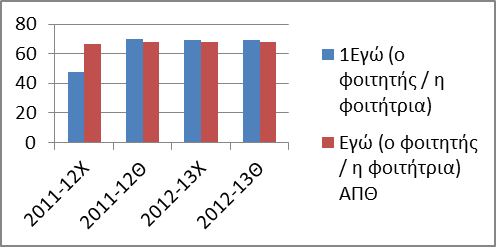 80
60
40
20
0
2011-12Χ
2011-12Θ
2012-13Χ
2012-13Θ
1Εγώ (ο
φοιτητής / η
φοιτήτρια)
Εγώ (ο φοιτητής
/ η φοιτήτρια)
ΑΠΘ